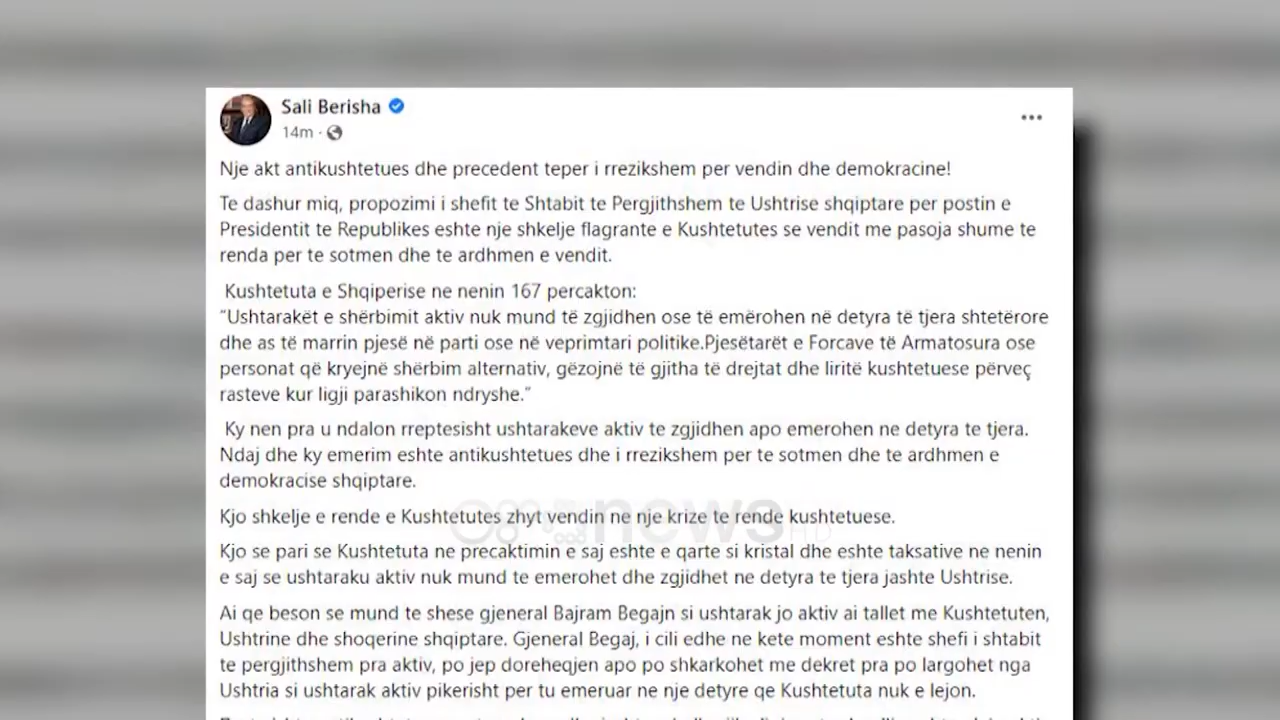 Sali Berisha
14m ·
Nje akt antikushtetues dhe precedent teper i rrezikshem per vendin dhe demokracine!
Te dashur miq, propozimi i shefit te Shtabit te Pergjithshem te Ushtrise shqiptare per postin e
Presidentit te Republikes eshte nje shkelje flagrante e Kushtetutes se vendit me pasoja shume te
renda per te sotmen dhe te ardhmen e vendit.
Kushtetuta e Shqiperise ne nenin 167 percakton:
“Ushtarakët e shërbimit aktiv nuk mund të zgjidhen ose të emërohen në detyra të tjera shtetërore
dhe as të marrin pjesë në parti ose në veprimtari politike.Pjesëtarët e Forcave të Armatosura ose
personat që kryejnë shërbim alternativ, gëzojnë të gjitha të drejtat dhe liritë kushtetuese përveç
rasteve kur ligji parashikon ndryshe.”
Ky nen pra u ndalon rreptesisht ushtarakeve aktiv te zgjidhen apo emerohen ne detyra te tjera.
Ndaj dhe ky emerim eshte antikushtetues dhe i rrezikshem per te sotmen dhe te ardhmen e
demokracise shqiptare.
Kjo shkelje e rende e Kushtetutes zhyt vendin ne nje krize te rende kushtetuese.
news HD
Kjo se pari se Kushtetuta ne precaktimin e saj eshte e qarte si kristal dhe eshte taksative ne nenin
e saj se ushtaraku aktiv nuk mund te emerohet dhe zgjidhet ne detyra te tjera jashte Ushtrise.
Ai qe beson se mund te shese gjeneral Bajram Begajn si ushtarak jo aktiv ai tallet me Kushtetuten,
Ushtrine dhe shoqerine shqiptare. Gjeneral Begaj, i cili edhe ne kete moment eshte shefi i shtabit
te pergjithshem pra aktiv, po jep doreheqjen apo po shkarkohet me dekret pra po largohet nga
Ushtria si ushtarak aktiv pikerisht per tu emeruar ne nje detyre qe Kushtetuta nuk e lejon.